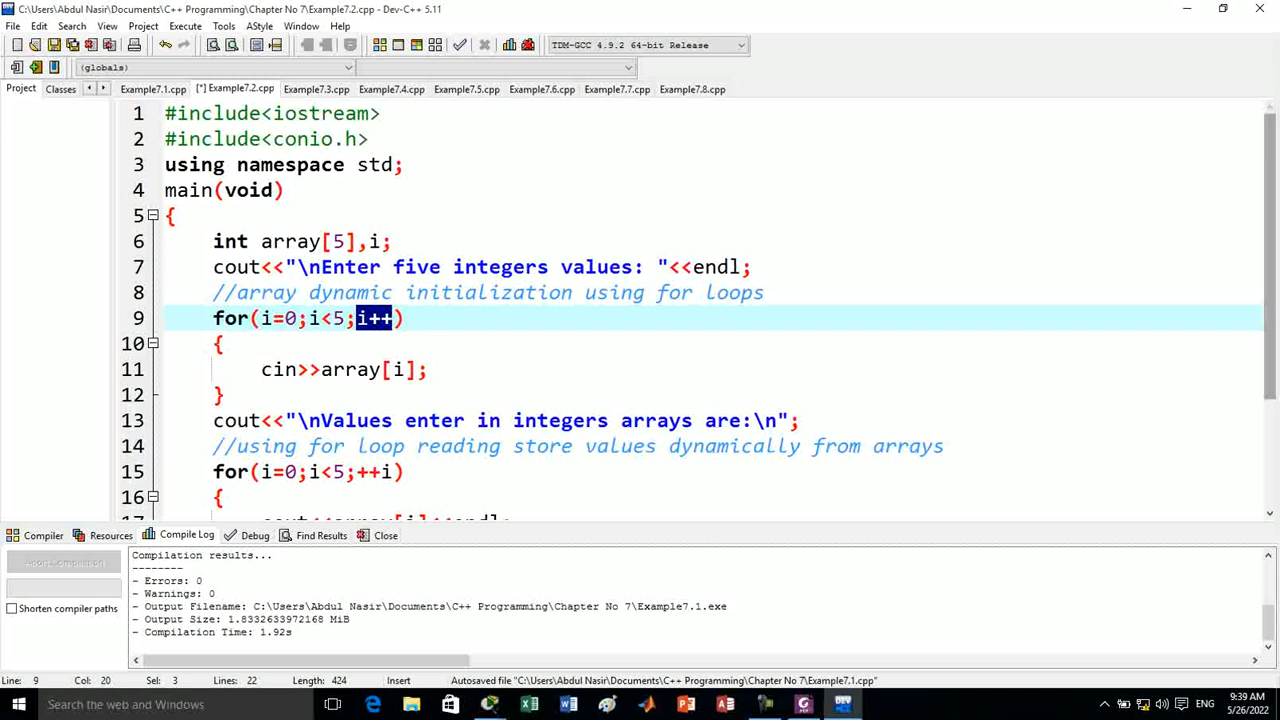 C:\Users\Abdul Nasir\Documents\C++ Programming\Chapter No 7\Example7.2.cpp - Dev-C++ 5.11
File Edit Search View Project Execute Tools AStyle Window Help
TDM-GCC 4.9.2 64-bit Release
(globals)
Project Classes Example7.1.cpp [*] Example7.2.cpp Example7.3.cpp Example7.4.cpp Example7.5.cpp Example7.6.cpp Example7.7.cpp Example7.8.cpp
1 #include<iostream>
2 #include<conio.h>
3 using namespace std;
4 main(void)
5 {
6 int array[5],i;
7 cout<<"\nEnter five integers values: "<<endl;
8 //array dynamic initialization using for loops
9 for(i=0;i<5;i++)
10 {
11 cin>>array[i];
12 }
13 cout<<"\nValues enter in integers arrays are:\n";
14 //using for loop reading store values dynamically from arrays
15 for(i=0;i<5;++i)
16 {
17 cout<<array[i]<<endl;
Compiler Resources Compile Log Debug Find Results Close
Abort Compilation
Shorten compiler paths
Compilation results...
--------
- Errors: 0
- Warnings: 0
- Output Filename: C:\Users\Abdul Nasir\Documents\C++ Programming\Chapter No 7\Example7.1.exe
- Output Size: 1.8332633972168 MiB
- Compilation Time: 1.92s
Line: 9 Col: 20 Sel: 3 Lines: 22 Length: 424 Insert Autosaved file "C:\Users\Abdul Nasir\Documents\C++ Programming\Chapter No 7\Example7.1.cpp"
Search the web and Windows
ENG
9:39 AM
5/26/2022